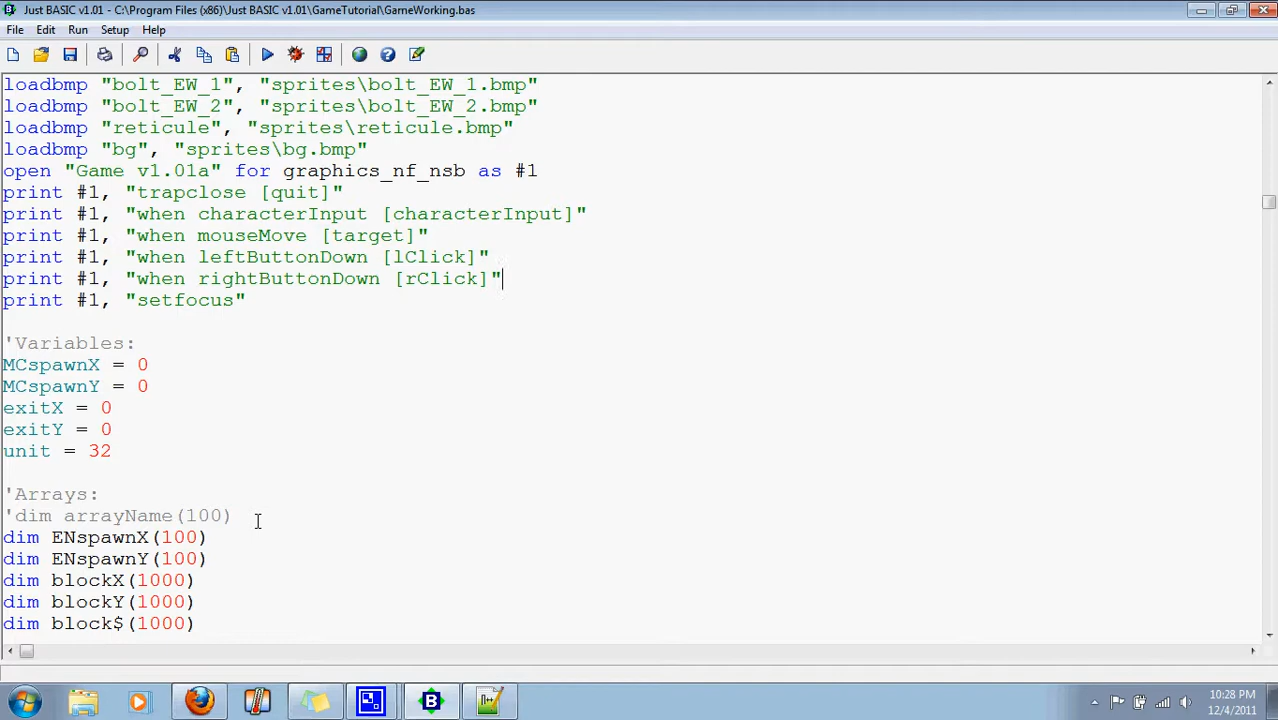 Just BASIC v1.01 - C:\Program Files (x86)\Just BASIC v1.01\GameTutorial\GameWorking.bas
File Edit Run Setup Help
loadbmp "bolt_EW_1", "sprites\bolt_EW_1.bmp"
loadbmp "bolt_EW_2", "sprites\bolt_EW_2.bmp"
loadbmp "reticule", "sprites\reticule.bmp"
loadbmp "bg", "sprites\bg.bmp"
open "Game v1.01a" for graphics_nf_nsb as #1
print #1, "trapclose [quit]"
print #1, "when characterInput [characterInput]"
print #1, "when mouseMove [target]"
print #1, "when leftButtonDown [lClick]"
print #1, "when rightButtonDown [rClick]"
print #1, "setfocus"
'Variables:
MCspawnX = 0
MCspawnY = 0
exitX = 0
exitY = 0
unit = 32
'Arrays:
'dim arrayName(100)
dim ENspawnX(100)
dim ENspawnY(100)
dim blockX(1000)
dim blockY(1000)
dim block$(1000)
10:28 PM
12/4/2011